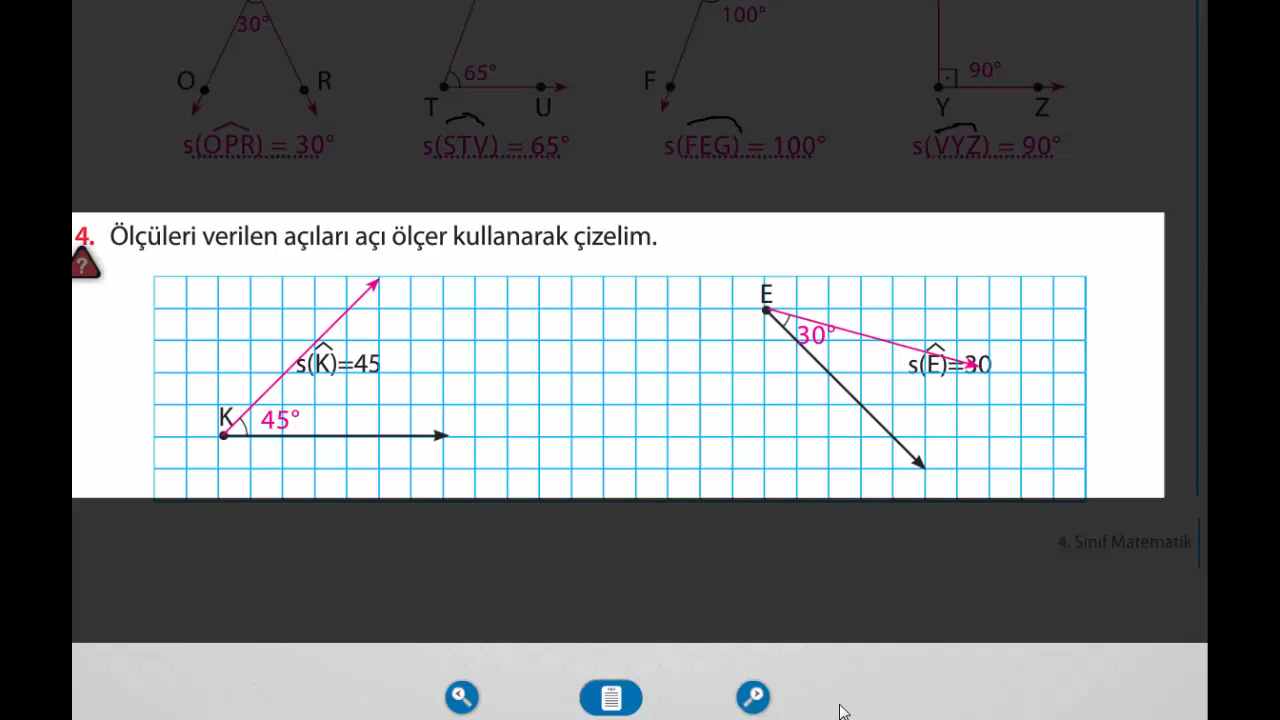 30° 65° 100° 90°
O R T U F Y Z
s(OPR) = 30° s(STV) = 65° s(FEG) = 100° s(VYZ) = 90°
4. Ölçüleri verilen açıları açı ölçer kullanarak çizelim.
?
E
30°
s(K̂)=45 s(Ê)=30
K 45°
4. Sınıf Matematik